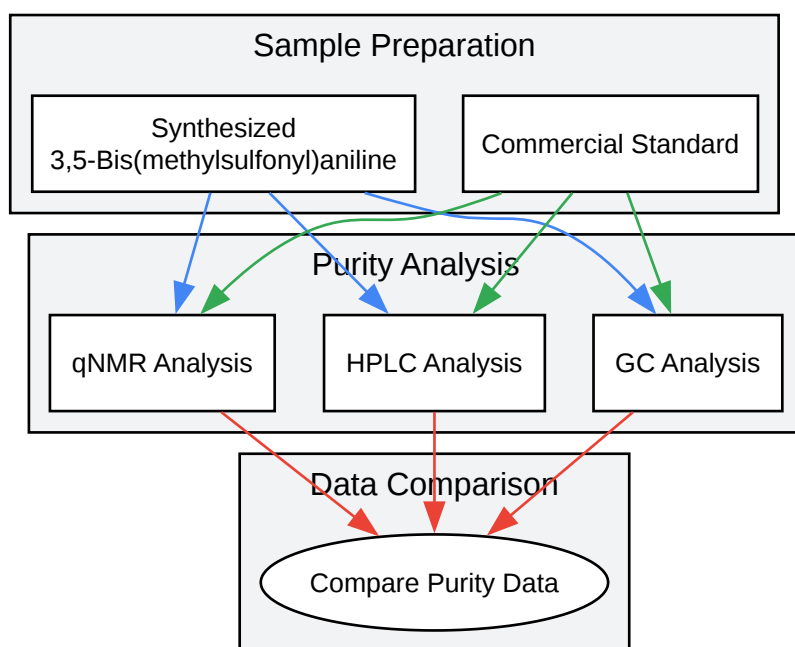 Sample Preparation
Synthesized
3,5-Bis(methylsulfonyl)aniline
Commercial Standard
Purity Analysis
qNMR Analysis
HPLC Analysis
GC Analysis
Data Comparison
Compare Purity Data